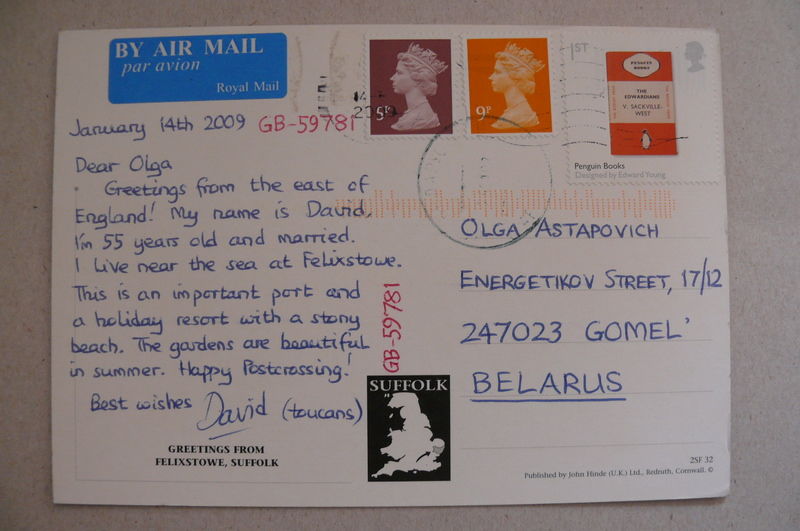 BY AIR MAIL
par avion
Royal Mail
January 14th 2009 GB-59781
Dear Olga
Greetings from the east of
England! My name is David.
I'm 55 years old and married.
I live near the sea at Felixstowe.
This is an important port and
a holiday resort with a stony
beach. The gardens are beautiful
in summer. Happy Postcrossing!
Best wishes David (toucans)
GREETINGS FROM
FELIXSTOWE, SUFFOLK
GB-59781
SUFFOLK
5P
9P
1ST
PENGUIN
BOOKS
THE
EDWARDIANS
V. SACKVILLE-
WEST
Penguin Books
Designed by Edward Young
2009
OLGA ASTAPOVICH
ENERGETIKOV STREET, 17/12
247023 GOMEL'
BELARUS
2SF 32
Published by John Hinde (U.K.) Ltd., Redruth, Cornwall. ©